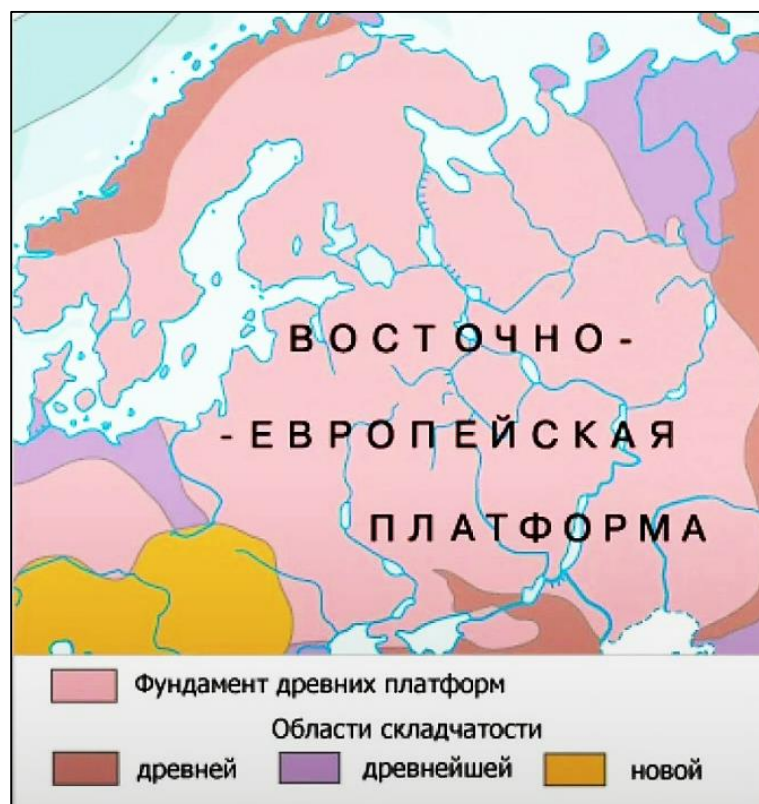 ВОСТОЧНО-
-ЕВРОПЕЙСКАЯ
ПЛАТФОРМА
Фундамент древних платформ
Области складчатости
древней древнейшей новой